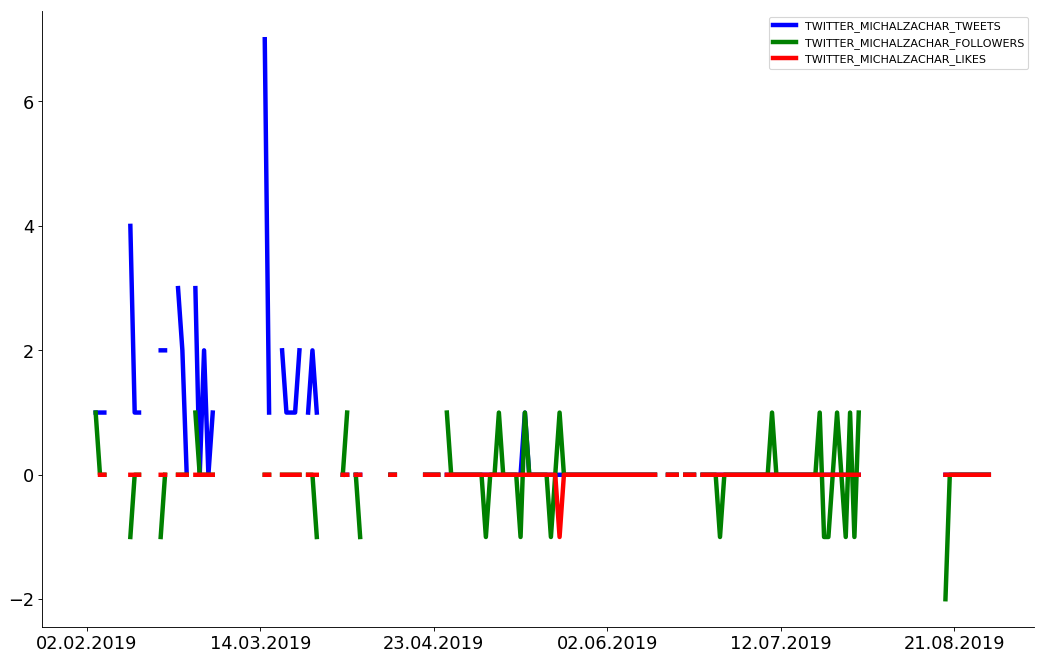 TWITTER_MICHALZACHAR_TWEETS
TWITTER_MICHALZACHAR_FOLLOWERS
TWITTER_MICHALZACHAR_LIKES
6
4
2
0
−2
02.02.2019 14.03.2019 23.04.2019 02.06.2019 12.07.2019 21.08.2019